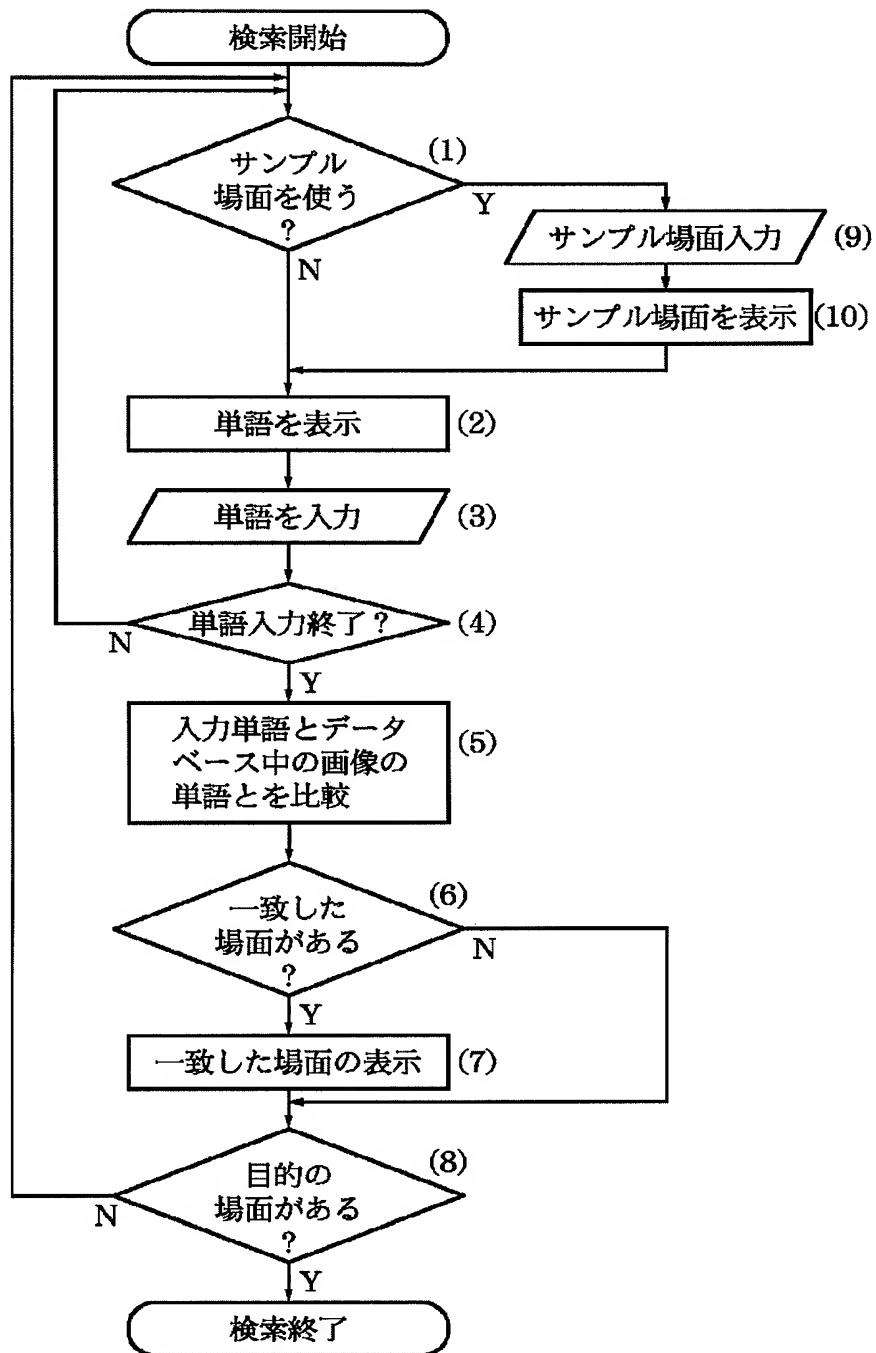 検索開始
サンプル
場面を使う
?
(1)
Y
N
サンプル場面入力
(9)
サンプル場面を表示
(10)
単語を表示
(2)
単語を入力
(3)
単語入力終了?
(4)
N
Y
入力単語とデータ
ベース中の画像の
単語とを比較
(5)
一致した
場面がある
?
(6)
N
Y
一致した場面の表示
(7)
目的の
場面がある
?
(8)
N
Y
検索終了